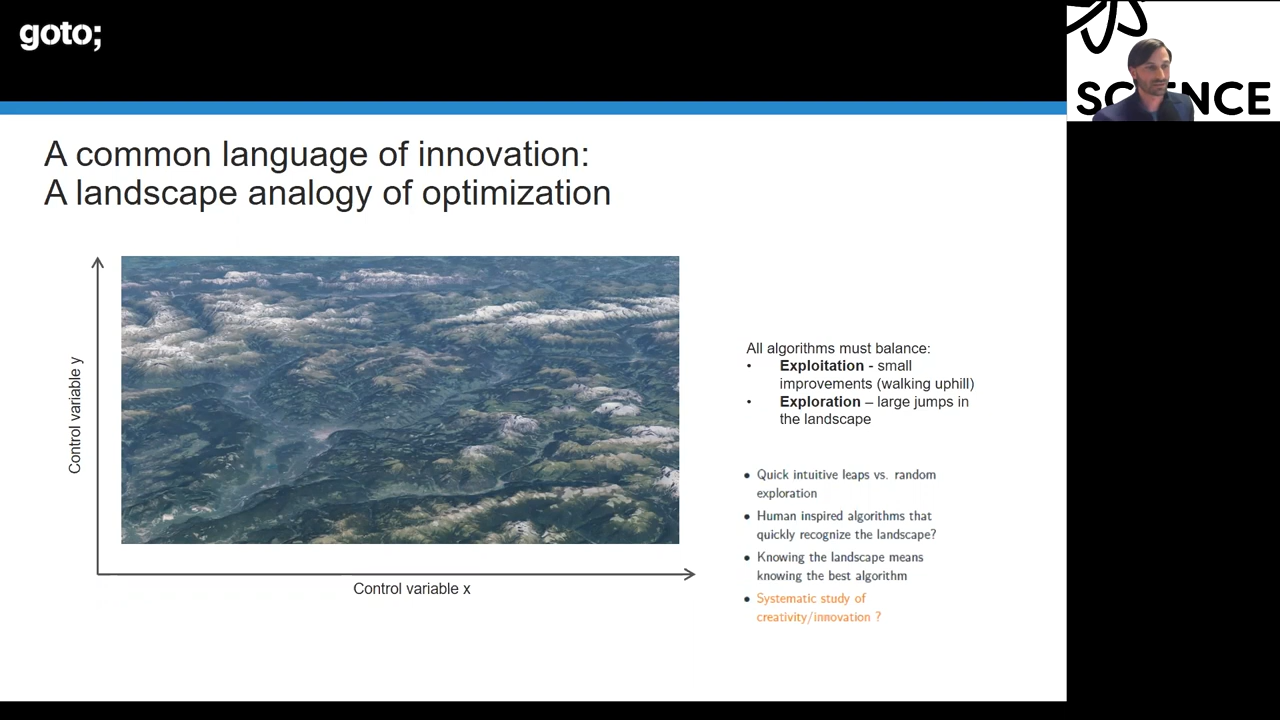 goto;
SCIENCE
A common language of innovation:
A landscape analogy of optimization
Control variable y
Control variable x
All algorithms must balance:
• Exploitation - small
improvements (walking uphill)
• Exploration – large jumps in
the landscape
• Quick intuitive leaps vs. random
exploration
• Human inspired algorithms that
quickly recognize the landscape?
• Knowing the landscape means
knowing the best algorithm
• Systematic study of
creativity/innovation ?